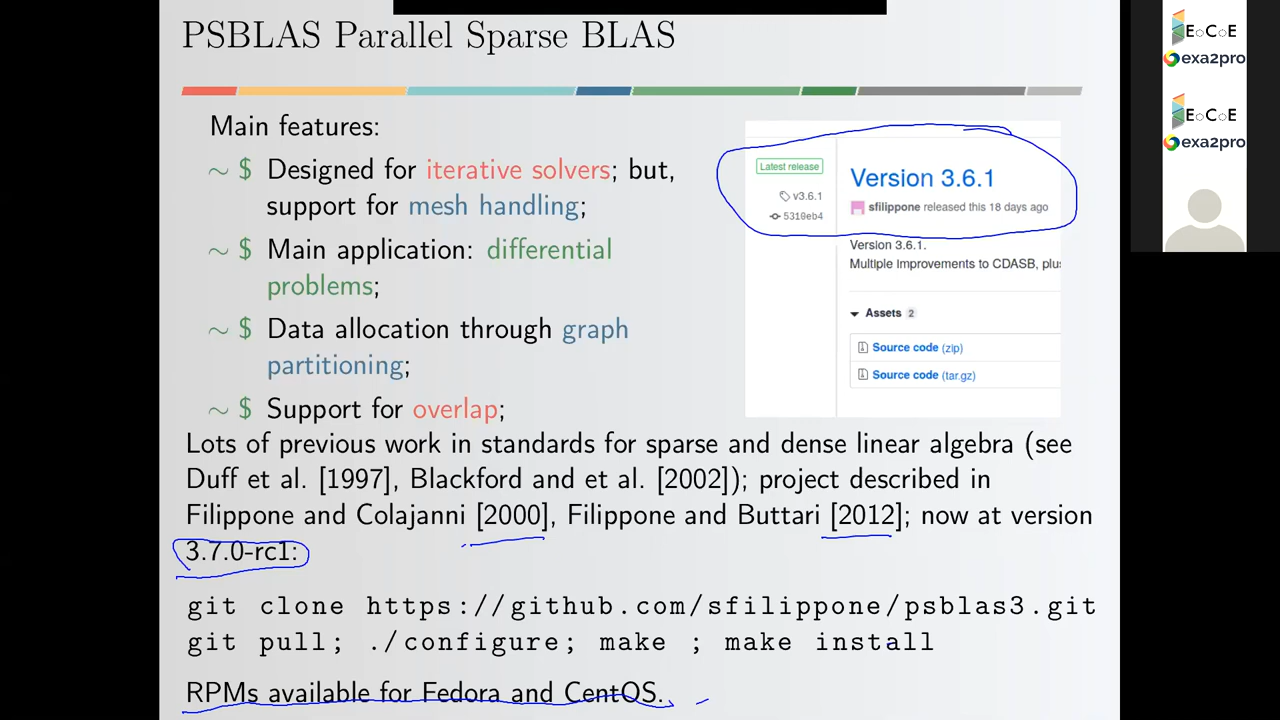 PSBLAS Parallel Sparse BLAS
Main features:
~ $ Designed for iterative solvers; but,
support for mesh handling;
~ $ Main application: differential
problems;
~ $ Data allocation through graph
partitioning;
~ $ Support for overlap;
Latest release
v3.6.1
5310eb4
Version 3.6.1
sfilippone released this 18 days ago
Version 3.6.1.
Multiple improvements to CDASB, plus
Assets 2
Source code (zip)
Source code (tar.gz)
Lots of previous work in standards for sparse and dense linear algebra (see
Duff et al. [1997], Blackford and et al. [2002]); project described in
Filippone and Colajanni [2000], Filippone and Buttari [2012]; now at version
3.7.0-rc1:
git clone https://github.com/sfilippone/psblas3.git
git pull; ./configure; make ; make install
RPMs available for Fedora and CentOS.
EoCoE
exa2pro
EoCoE
exa2pro